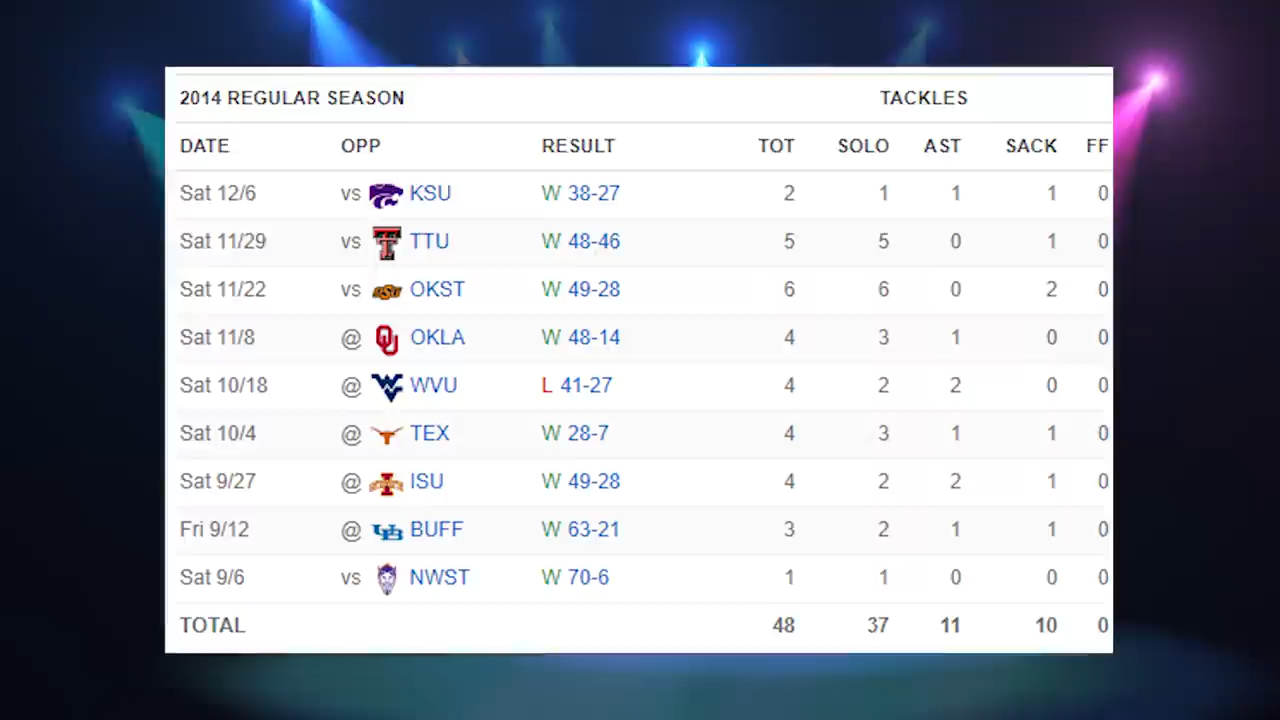 2014 REGULAR SEASON TACKLES
DATE OPP RESULT TOT SOLO AST SACK FF
Sat 12/6 vs KSU W 38-27 2 1 1 1 0
Sat 11/29 vs TTU W 48-46 5 5 0 1 0
Sat 11/22 vs OKST W 49-28 6 6 0 2 0
Sat 11/8 @ OKLA W 48-14 4 3 1 0 0
Sat 10/18 @ WVU L 41-27 4 2 2 0 0
Sat 10/4 @ TEX W 28-7 4 3 1 1 0
Sat 9/27 @ ISU W 49-28 4 2 2 1 0
Fri 9/12 @ BUFF W 63-21 3 2 1 1 0
Sat 9/6 vs NWST W 70-6 1 1 0 0 0
TOTAL 48 37 11 10 0